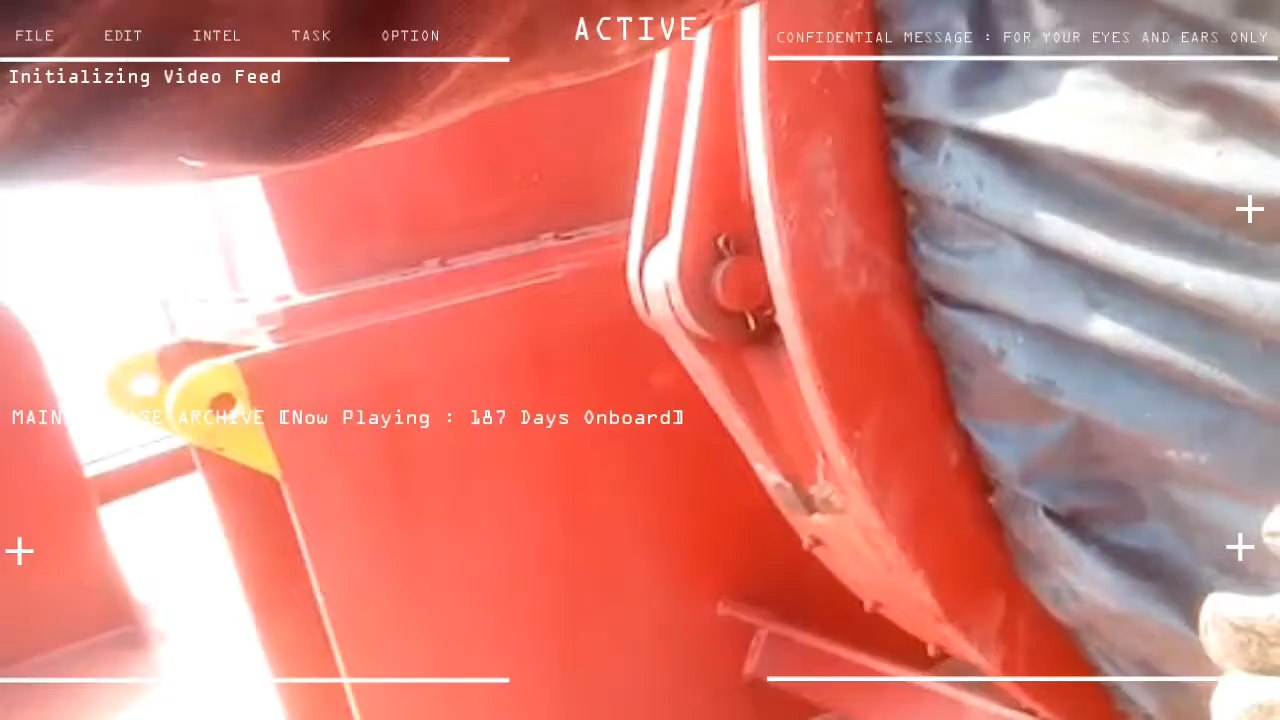 FILE EDIT INTEL TASK OPTION
ACTIVE
CONFIDENTIAL MESSAGE : FOR YOUR EYES AND EARS ONLY
Initializing Video Feed
ARCHIVE [Now Playing : 187 Days Onboard]